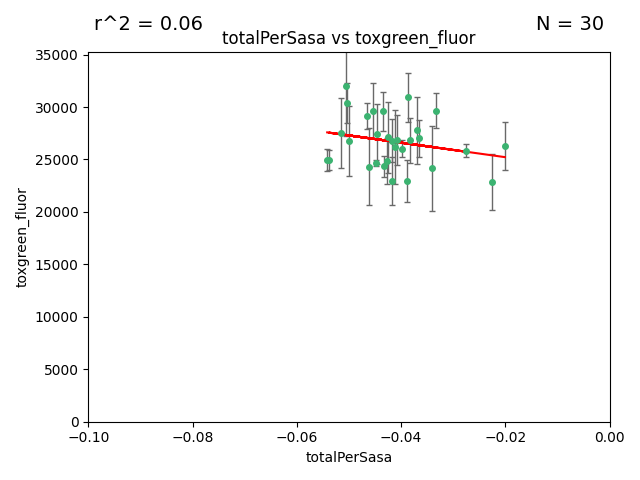 r^2 = 0.06
N = 30
totalPerSasa vs toxgreen_fluor
35000
30000
25000
20000
15000
10000
5000
0
toxgreen_fluor
−0.10
−0.08
−0.06
−0.04
−0.02
0.00
totalPerSasa